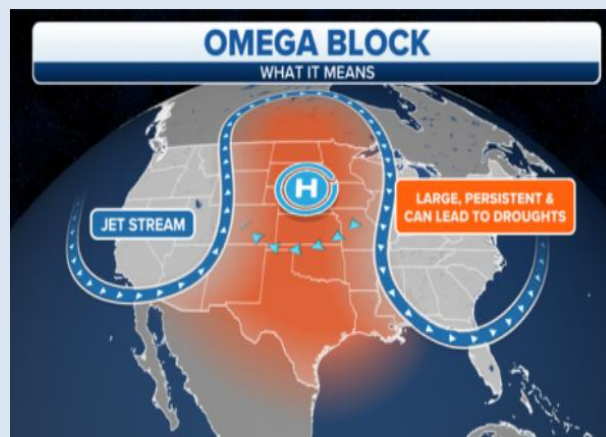 OMEGA BLOCK
WHAT IT MEANS
H
JET STREAM
LARGE, PERSISTENT &
CAN LEAD TO DROUGHTS